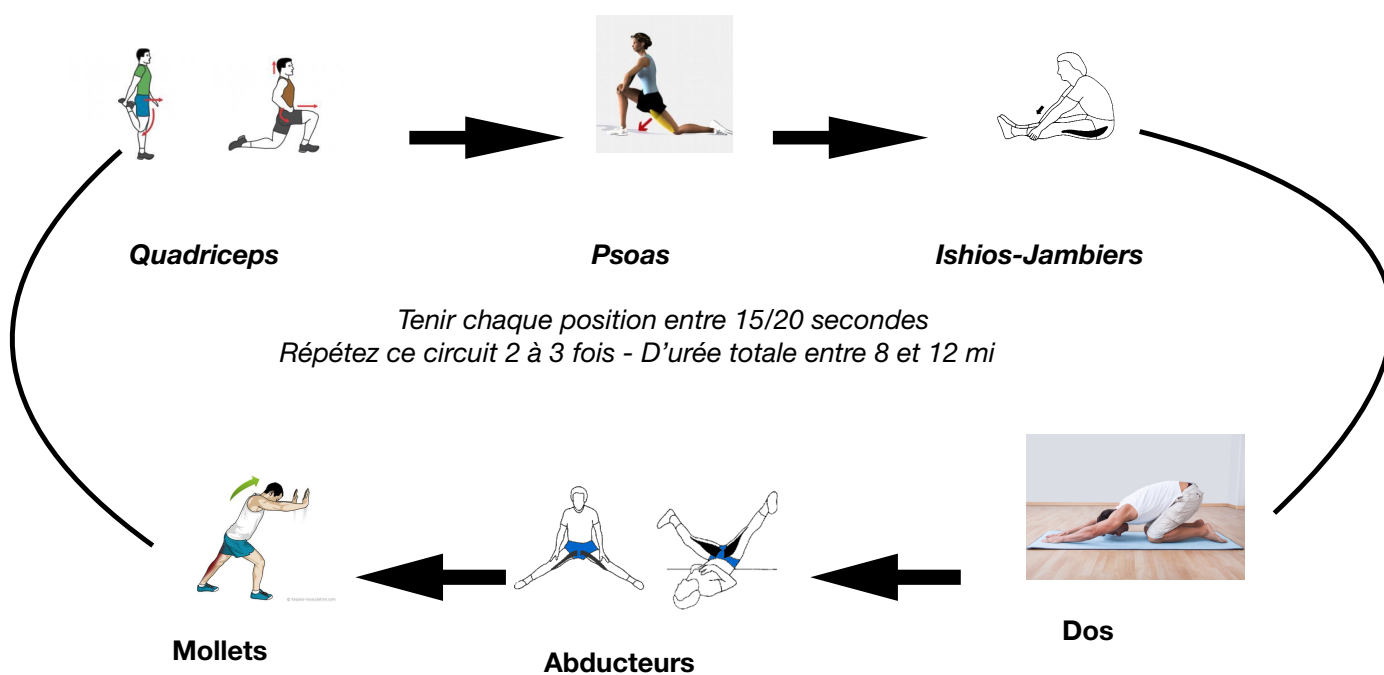 Quadriceps
Psoas
Ishios-Jambiers
Tenir chaque position entre 15/20 secondes
Répétez ce circuit 2 à 3 fois - D'urée totale entre 8 et 12 mi
Dos
Abducteurs
Mollets